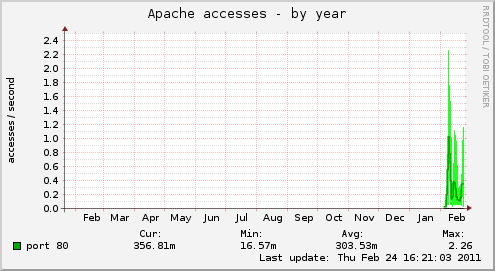 Apache accesses - by year
RRDTOOL / TOBI OETIKER
accesses / second
2.4
2.2
2.0
1.8
1.6
1.4
1.2
1.0
0.8
0.6
0.4
0.2
0.0
Feb Mar Apr May Jun Jul Aug Sep Oct Nov Dec Jan Feb
Cur: Min: Avg: Max:
port 80 356.81m 16.57m 303.53m 2.26
Last update: Thu Feb 24 16:21:03 2011